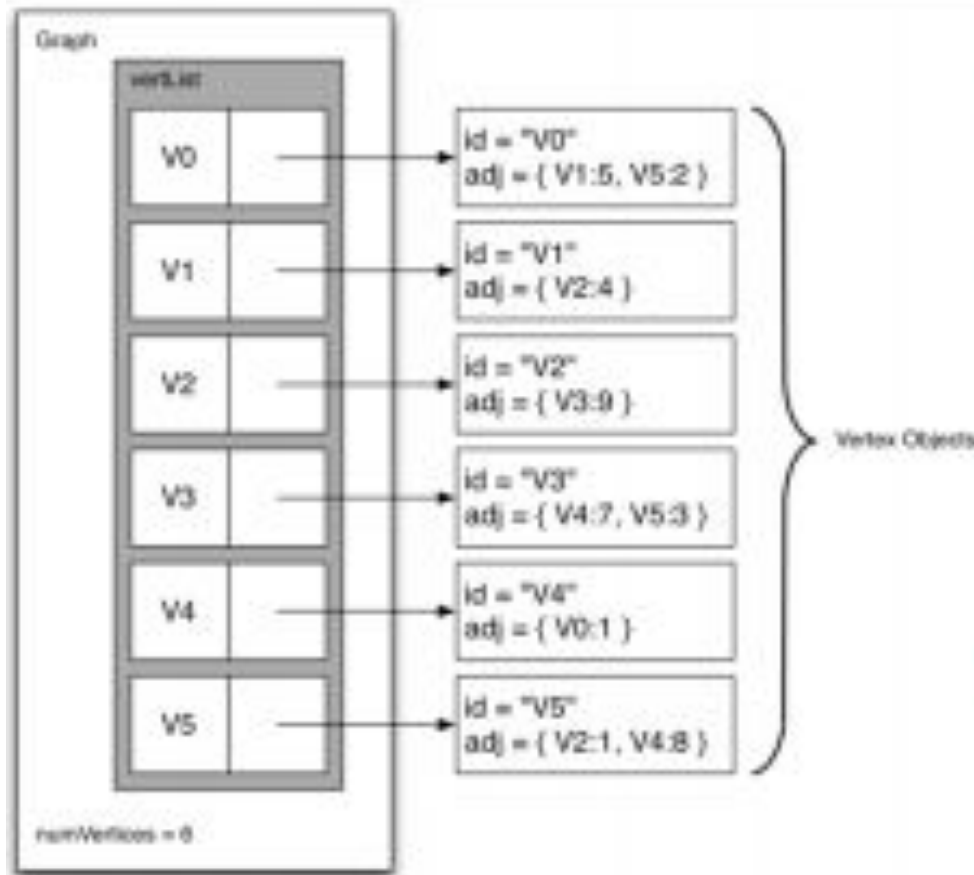 Graph
vertList
V0
id = "V0"
adj = { V1:5, V5:2 }
V1
id = "V1"
adj = { V2:4 }
V2
id = "V2"
adj = { V3:9 }
V3
id = "V3"
adj = { V4:7, V5:3 }
V4
id = "V4"
adj = { V0:1 }
V5
id = "V5"
adj = { V2:1, V4:8 }
Vertex Objects
numVertices = 6